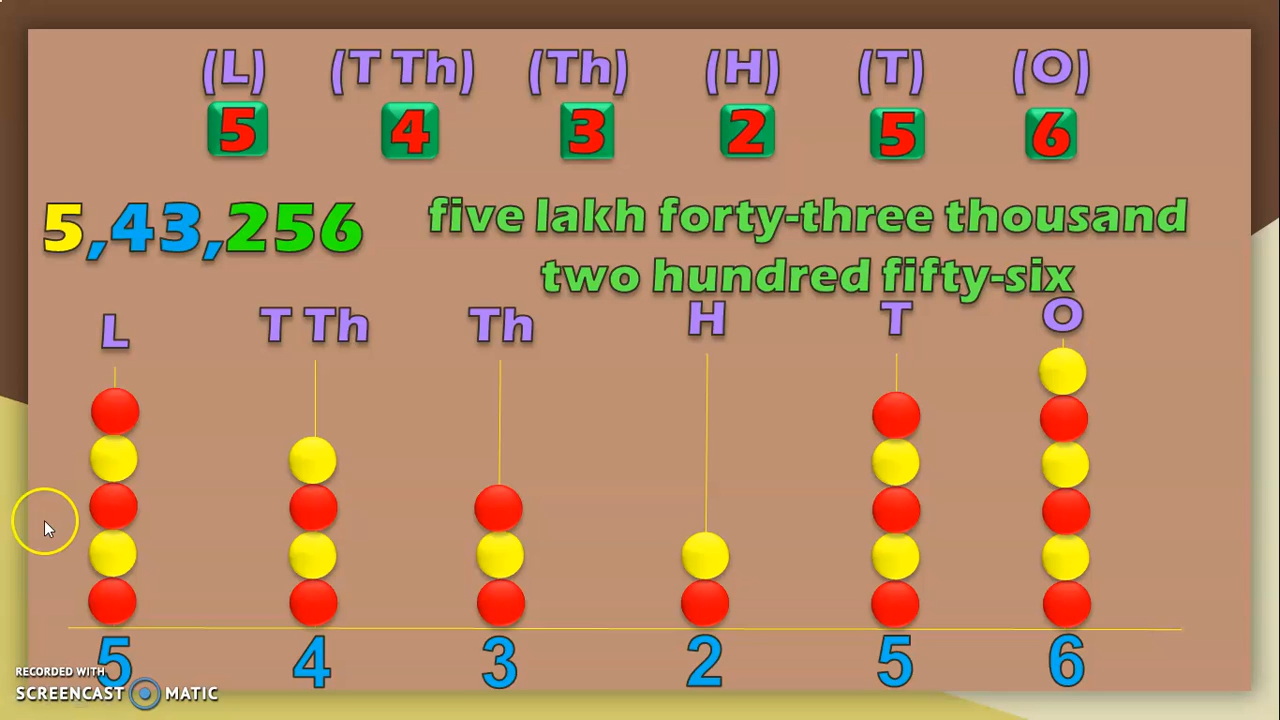 (L) (T Th) (Th) (H) (T) (O)
5 4 3 2 5 6
5,43,256 five lakh forty-three thousand
two hundred fifty-six
L T Th Th H T O
5 4 3 2 5 6
RECORDED WITH
SCREENCAST MATIC